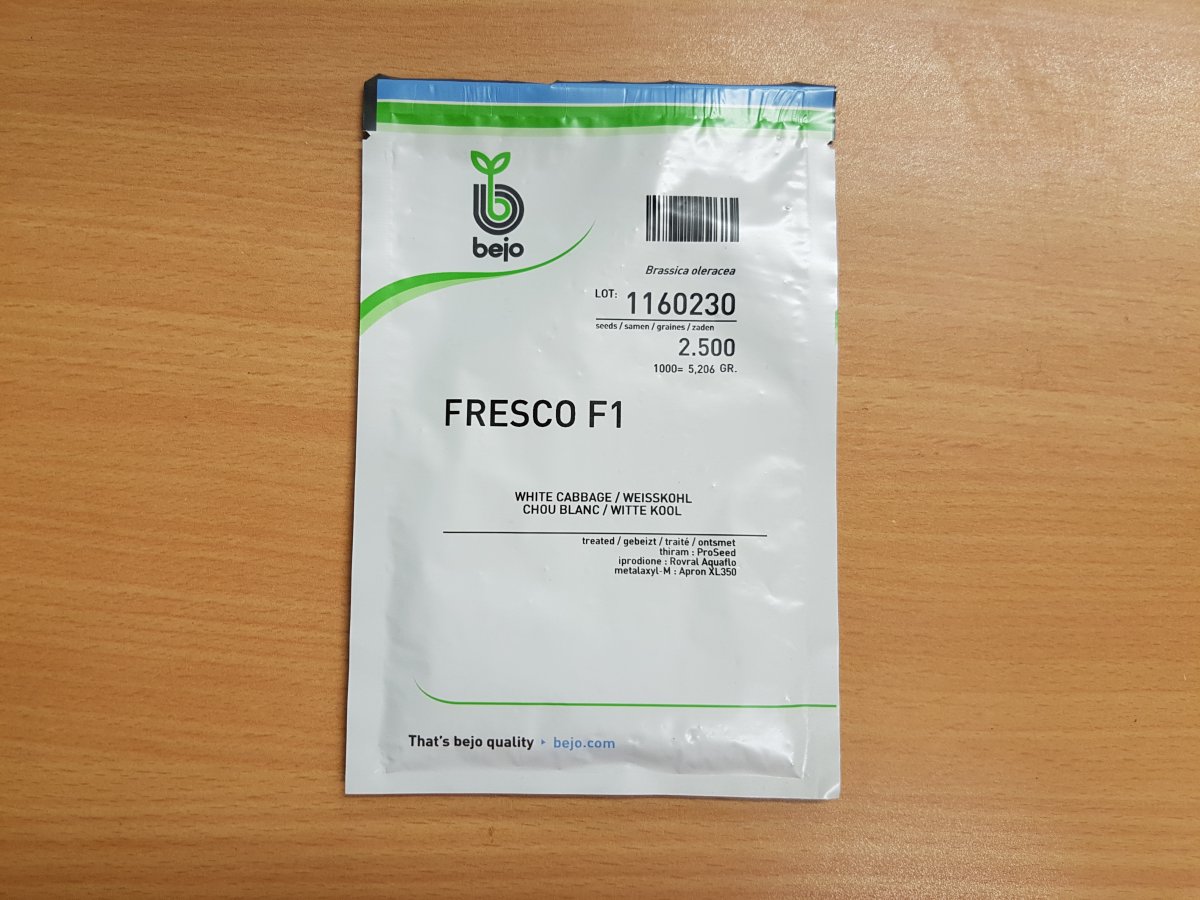 bejo
Brassica oleracea
LOT: 1160230
seeds / samen / graines / zaden
2.500
1000= 5,206 GR.
FRESCO F1
WHITE CABBAGE / WEISSKOHL
CHOU BLANC / WITTE KOOL
treated / gebeizt / traité / ontsmet
thiram : ProSeed
iprodione : Rovral Aquaflo
metalaxyl-M : Apron XL350
That's bejo quality ‣ bejo.com